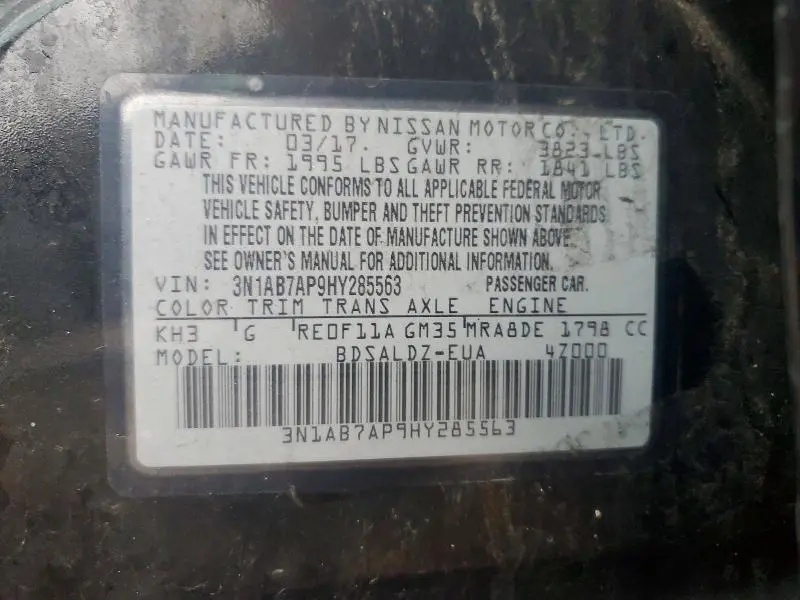 MANUFACTURED BY NISSAN MOTOR CO., LTD.
DATE: 03/17. GVWR: 3823 LBS
GAWR FR: 1995 LBS GAWR RR: 1841 LBS
THIS VEHICLE CONFORMS TO ALL APPLICABLE FEDERAL MOTOR
VEHICLE SAFETY, BUMPER AND THEFT PREVENTION STANDARDS
IN EFFECT ON THE DATE OF MANUFACTURE SHOWN ABOVE.
SEE OWNER'S MANUAL FOR ADDITIONAL INFORMATION.
VIN: 3N1AB7AP9HY285563 PASSENGER CAR.
COLOR TRIM TRANS AXLE ENGINE
KH3 G RE0F11A GM35 MRA8DE 1798 CC
MODEL: BDSALDZ-EUA 4Z000
3N1AB7AP9HY285563